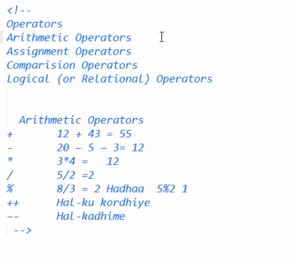 <!--
Operators
Arithmetic Operators
Assignment Operators
Comparision Operators
Logical (or Relational) Operators
Arithmetic Operators
+ 12 + 43 = 55
- 20 - 5 - 3= 12
* 3*4 = 12
/ 5/2 =2
% 8/3 = 2 Hadhaa 5%2 1
++ Hal-ku kordhiye
-- Hal-kadhime
-->